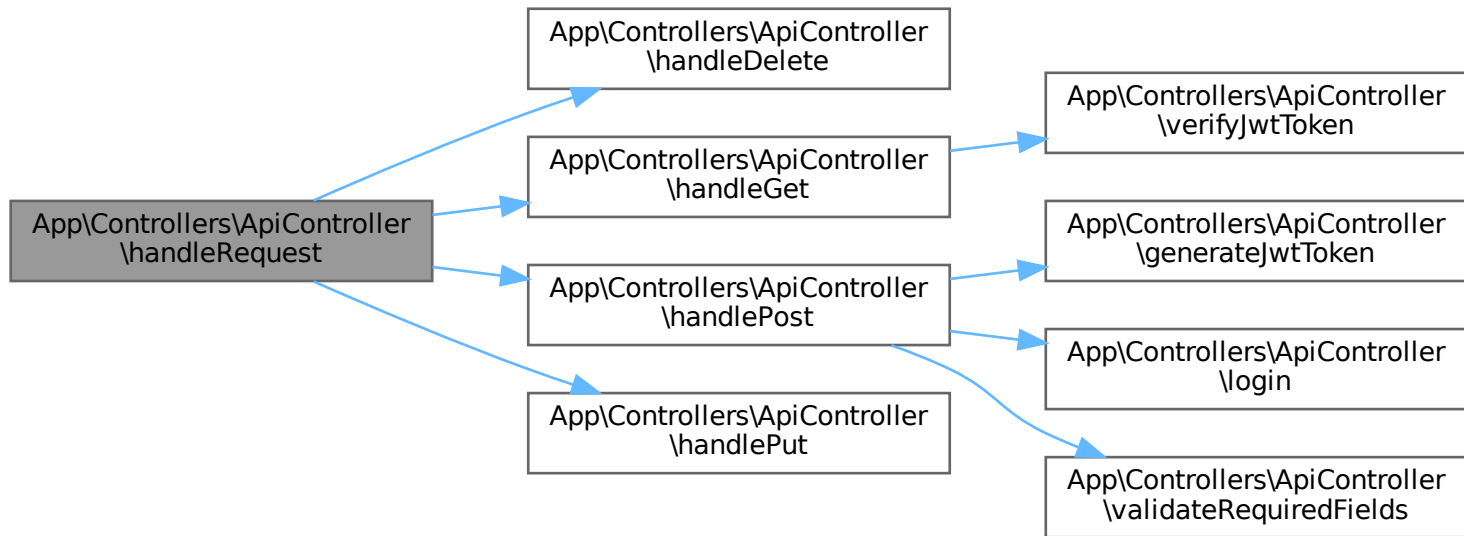 App\Controllers\ApiController
\handleRequest
App\Controllers\ApiController
\handleDelete
App\Controllers\ApiController
\handleGet
App\Controllers\ApiController
\handlePost
App\Controllers\ApiController
\handlePut
App\Controllers\ApiController
\verifyJwtToken
App\Controllers\ApiController
\generateJwtToken
App\Controllers\ApiController
\login
App\Controllers\ApiController
\validateRequiredFields